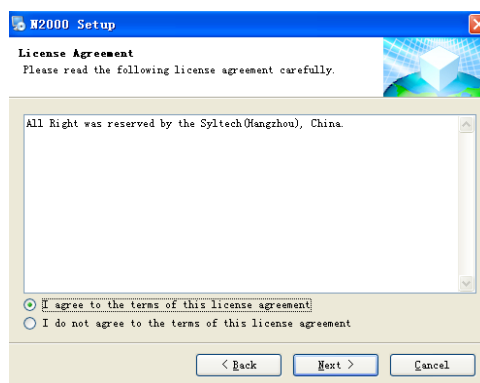 N2000 Setup
License Agreement
Please read the following license agreement carefully.
All Right was reserved by the Syltech(Hangzhou), China.
I agree to the terms of this license agreement
I do not agree to the terms of this license agreement
< Back
Next >
Cancel